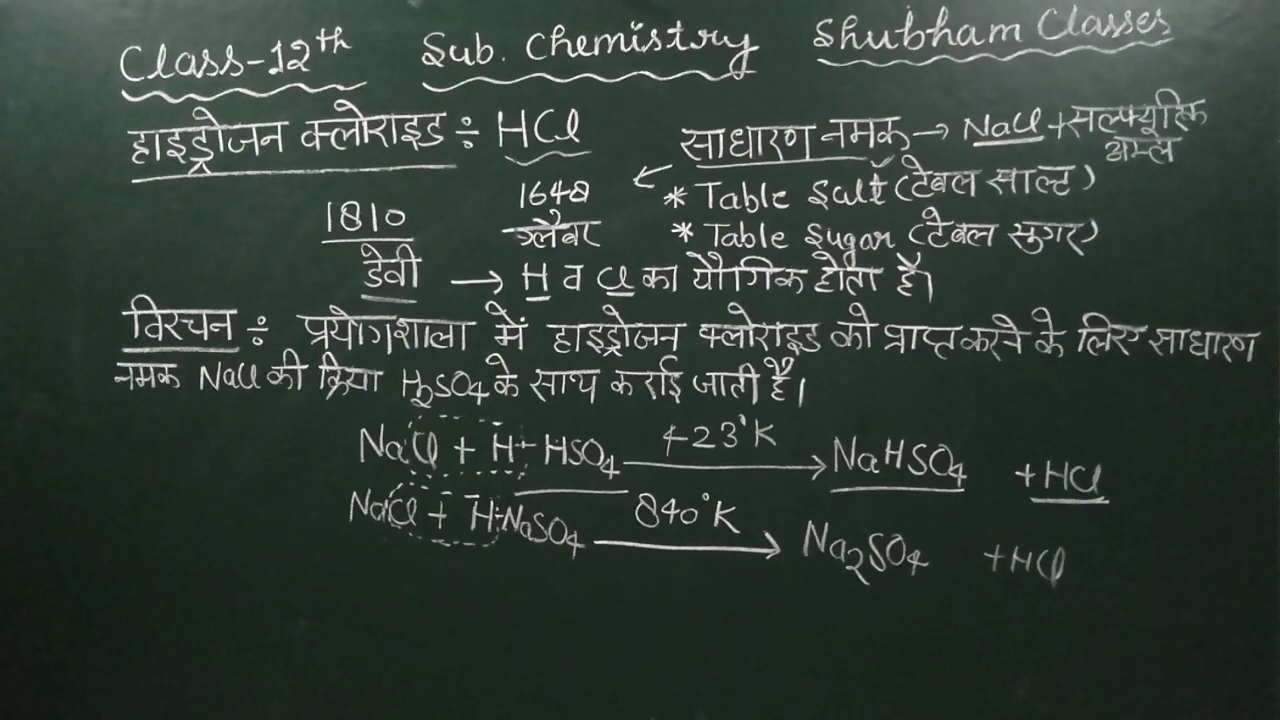 Class-12th Sub. Chemistry Shubham Classes
हाइड्रोजन क्लोराइड ÷ HCl
साधारण नमक → NaCl + सल्फ्यूरिक अम्ल
* Table Salt (टेबल साल्ट)
* Table Sugar (टेबल सुगर)
1648
ग्लैबर
1810
डेवी → H व Cl का यौगिक होता है।
विरचन ÷ प्रयोगशाला में हाइड्रोजन क्लोराइड को प्राप्त करने के लिए साधारण
नमक NaCl की क्रिया H2SO4 के साथ कराई जाती है।
NaCl + H+HSO4 423°K → NaHSO4 + HCl
NaCl + H+NaSO4 840°K → Na2SO4 + HCl